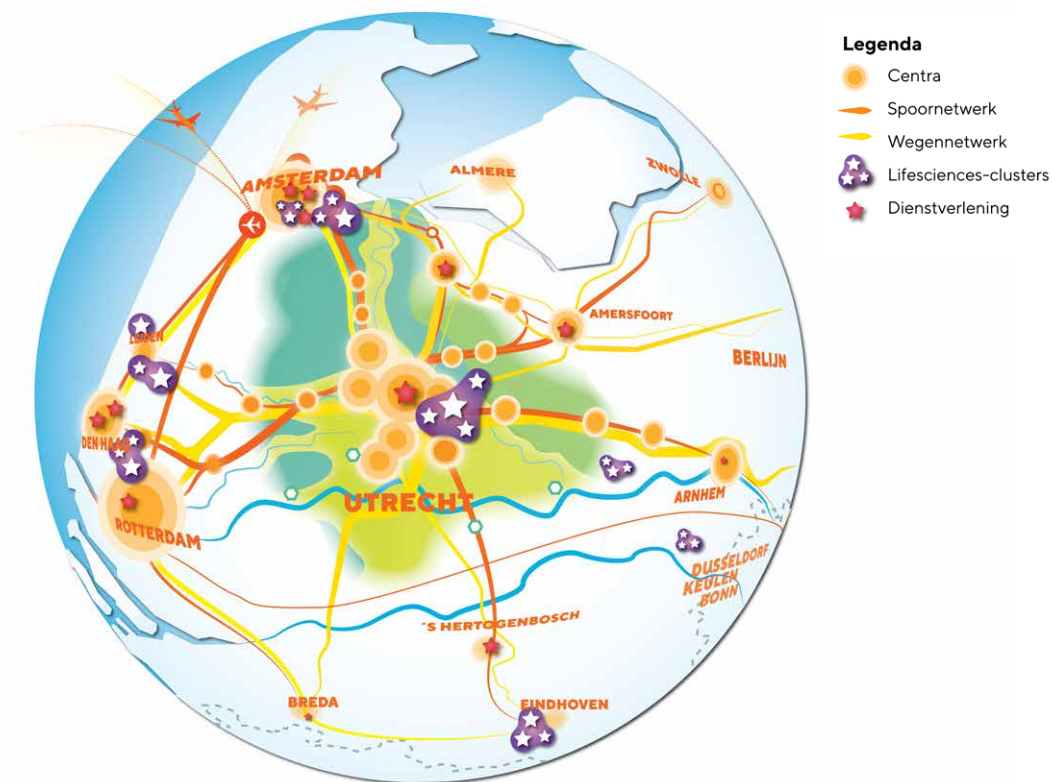 Legenda
Centra
Spoornetwerk
Wegennetwerk
Lifesciences-clusters
Dienstverlening
AMSTERDAM
ALMERE
ZWOLLE
AMERSFOORT
LEIDEN
BERLIJN
DEN HAAG
UTRECHT
ARNHEM
ROTTERDAM
DUSSELDORF
KEULEN
BONN
'S HERTOGENBOSCH
BREDA
EINDHOVEN